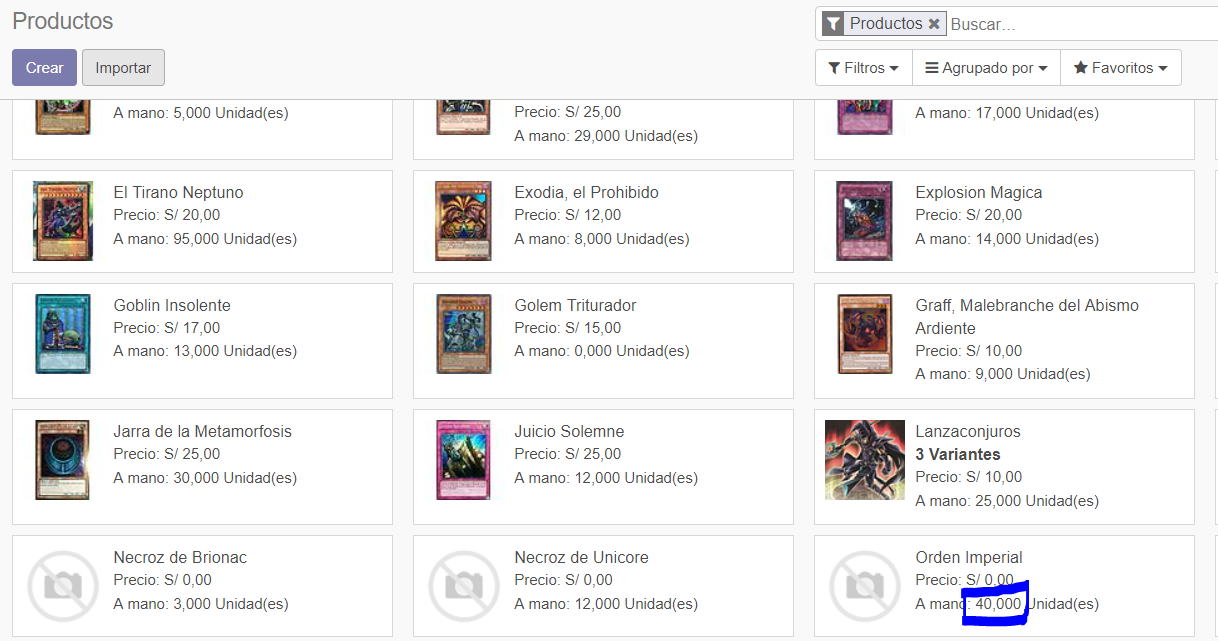 Productos
Productos ✖ Buscar...
Crear Importar
Filtros Agrupado por Favoritos
A mano: 5,000 Unidad(es)
Precio: S/ 25,00
A mano: 29,000 Unidad(es)
A mano: 17,000 Unidad(es)
El Tirano Neptuno
Precio: S/ 20,00
A mano: 95,000 Unidad(es)
Exodia, el Prohibido
Precio: S/ 12,00
A mano: 8,000 Unidad(es)
Explosion Magica
Precio: S/ 20,00
A mano: 14,000 Unidad(es)
Goblin Insolente
Precio: S/ 17,00
A mano: 13,000 Unidad(es)
Golem Triturador
Precio: S/ 15,00
A mano: 0,000 Unidad(es)
Graff, Malebranche del Abismo
Ardiente
Precio: S/ 10,00
A mano: 9,000 Unidad(es)
Jarra de la Metamorfosis
Precio: S/ 25,00
A mano: 30,000 Unidad(es)
Juicio Solemne
Precio: S/ 25,00
A mano: 12,000 Unidad(es)
Lanzaconjuros
3 Variantes
Precio: S/ 10,00
A mano: 25,000 Unidad(es)
Necroz de Brionac
Precio: S/ 0,00
A mano: 3,000 Unidad(es)
Necroz de Unicore
Precio: S/ 0,00
A mano: 12,000 Unidad(es)
Orden Imperial
Precio: S/ 0,00
A mano: 40,000 Unidad(es)